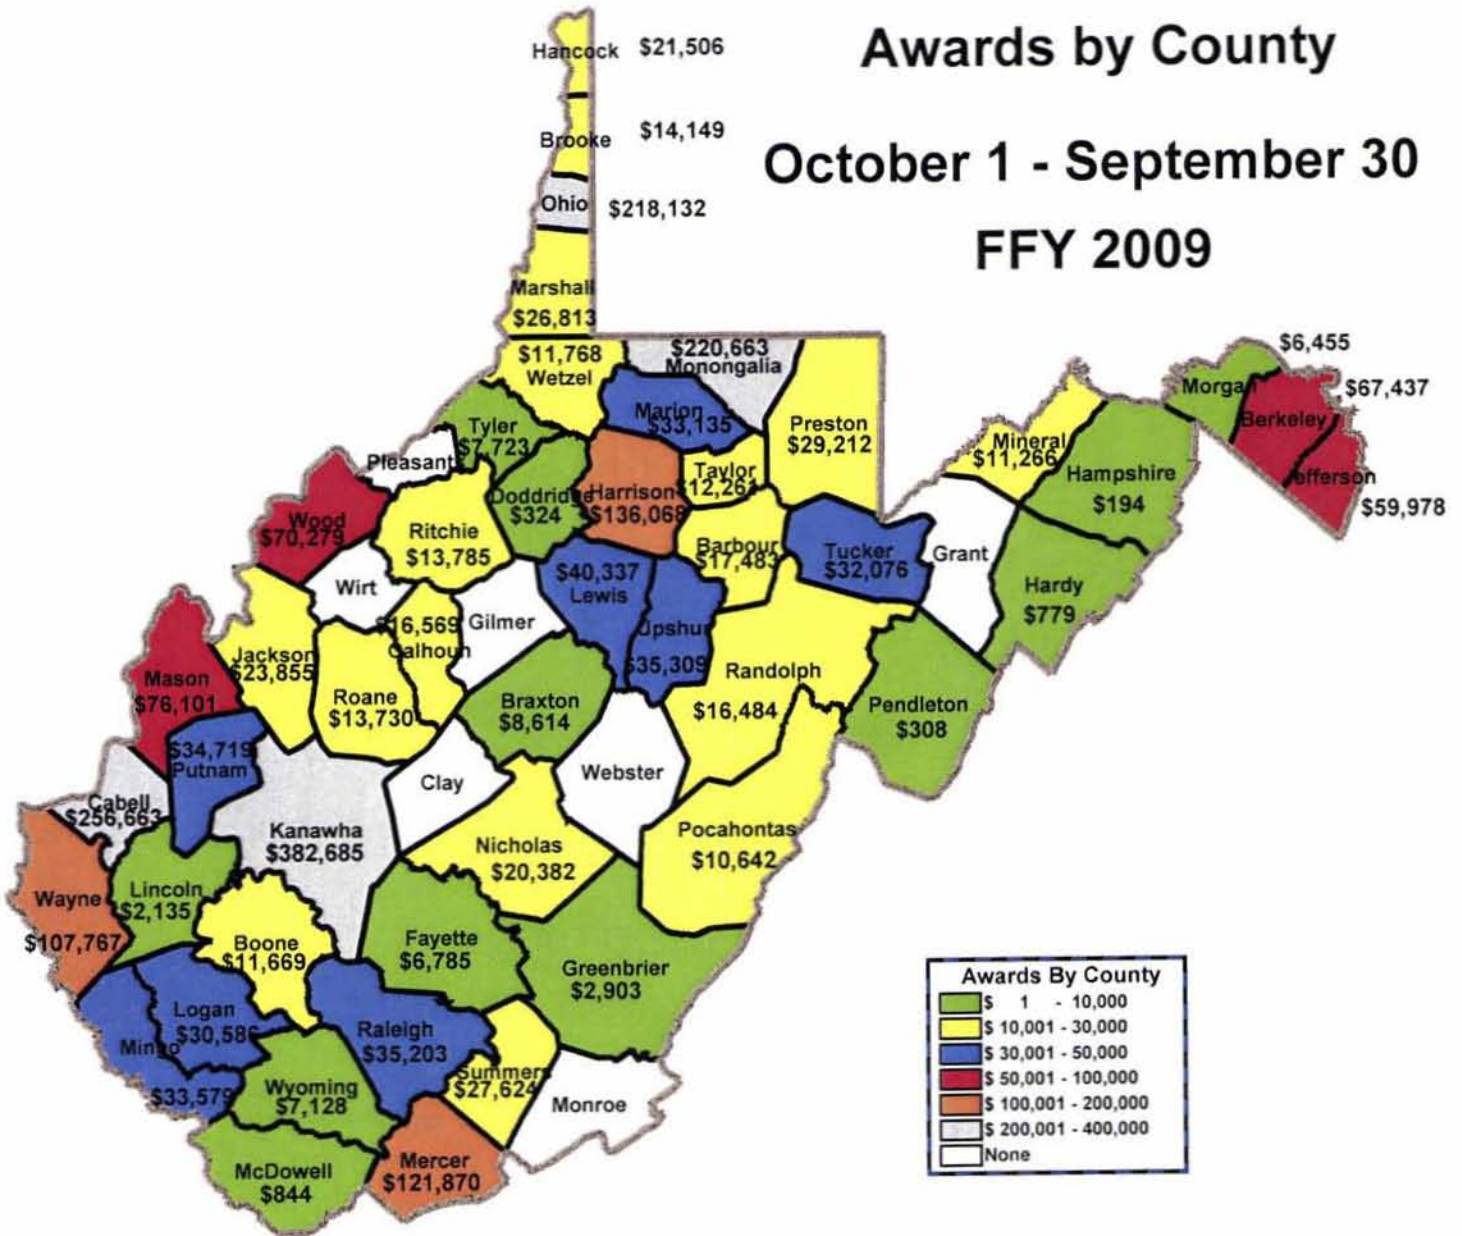 Awards by County
October 1 - September 30
FFY 2009
Hancock $21,506
Brooke $14,149
Ohio $218,132
Marshall
$26,813
$11,768
Wetzel
$220,663
Monongalia
Marion
$33,135
Preston
$29,212
Tyler
$7,723
Pleasant
Doddridge
$324
Harrison
$136,068
Taylor
$12,261
Mineral
$11,266
Hampshire
$194
Morgan
$6,455
Berkeley
$67,437
Jefferson
$59,978
Wood
$70,279
Ritchie
$13,785
Barbour
$17,483
Tucker
$32,076
Grant
Hardy
$779
Wirt
$16,569
Calhoun
Gilmer
$40,337
Lewis
Upshur
$35,309
Randolph
$16,484
Pendleton
$308
Jackson
$23,855
Mason
$76,101
Roane
$13,730
Braxton
$8,614
$34,719
Putnam
Clay
Webster
Cabell
$256,663
Kanawha
$382,685
Nicholas
$20,382
Pocahontas
$10,642
Wayne
$107,767
Lincoln
$2,135
Boone
$11,669
Fayette
$6,785
Greenbrier
$2,903
Logan
$30,586
Mingo
$33,579
Raleigh
$35,203
Summers
$27,624
Monroe
Wyoming
$7,128
McDowell
$844
Mercer
$121,870
Awards By County
$ 1 - 10,000
$ 10,001 - 30,000
$ 30,001 - 50,000
$ 50,001 - 100,000
$ 100,001 - 200,000
$ 200,001 - 400,000
None